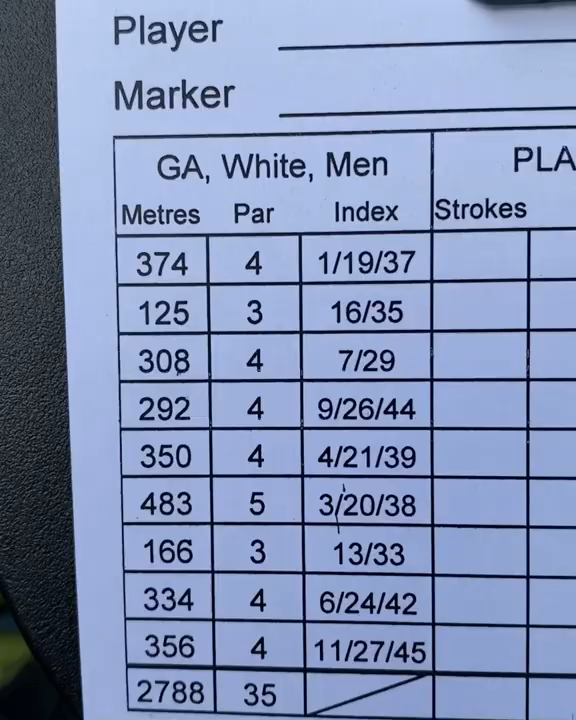 Player
Marker
GA, White, Men PLA
Metres Par Index Strokes
374 4 1/19/37
125 3 16/35
308 4 7/29
292 4 9/26/44
350 4 4/21/39
483 5 3/20/38
166 3 13/33
334 4 6/24/42
356 4 11/27/45
2788 35